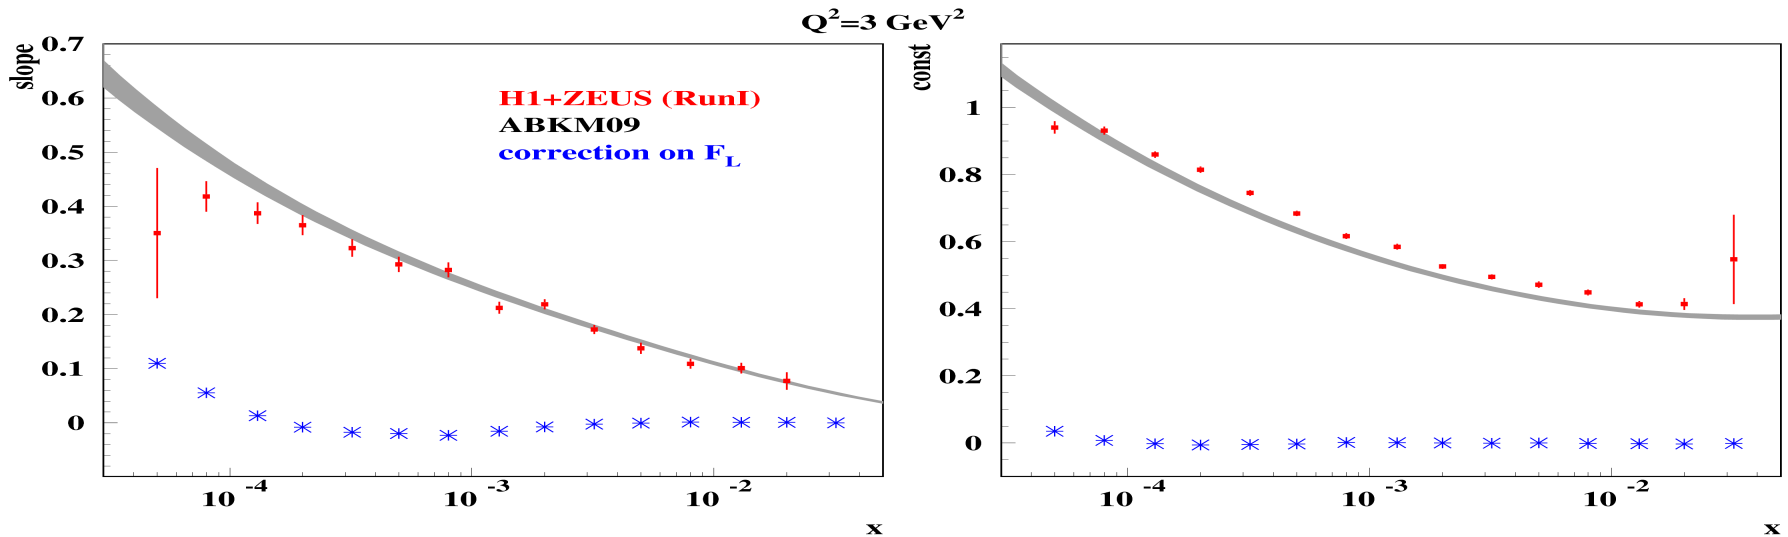 Q²=3 GeV²
slope
0.7
0.6
0.5
0.4
0.3
0.2
0.1
0
H1+ZEUS (RunI)
ABKM09
correction on F_L
10⁻⁴
10⁻³
10⁻²
x
const
1
0.8
0.6
0.4
0.2
0
10⁻⁴
10⁻³
10⁻²
x